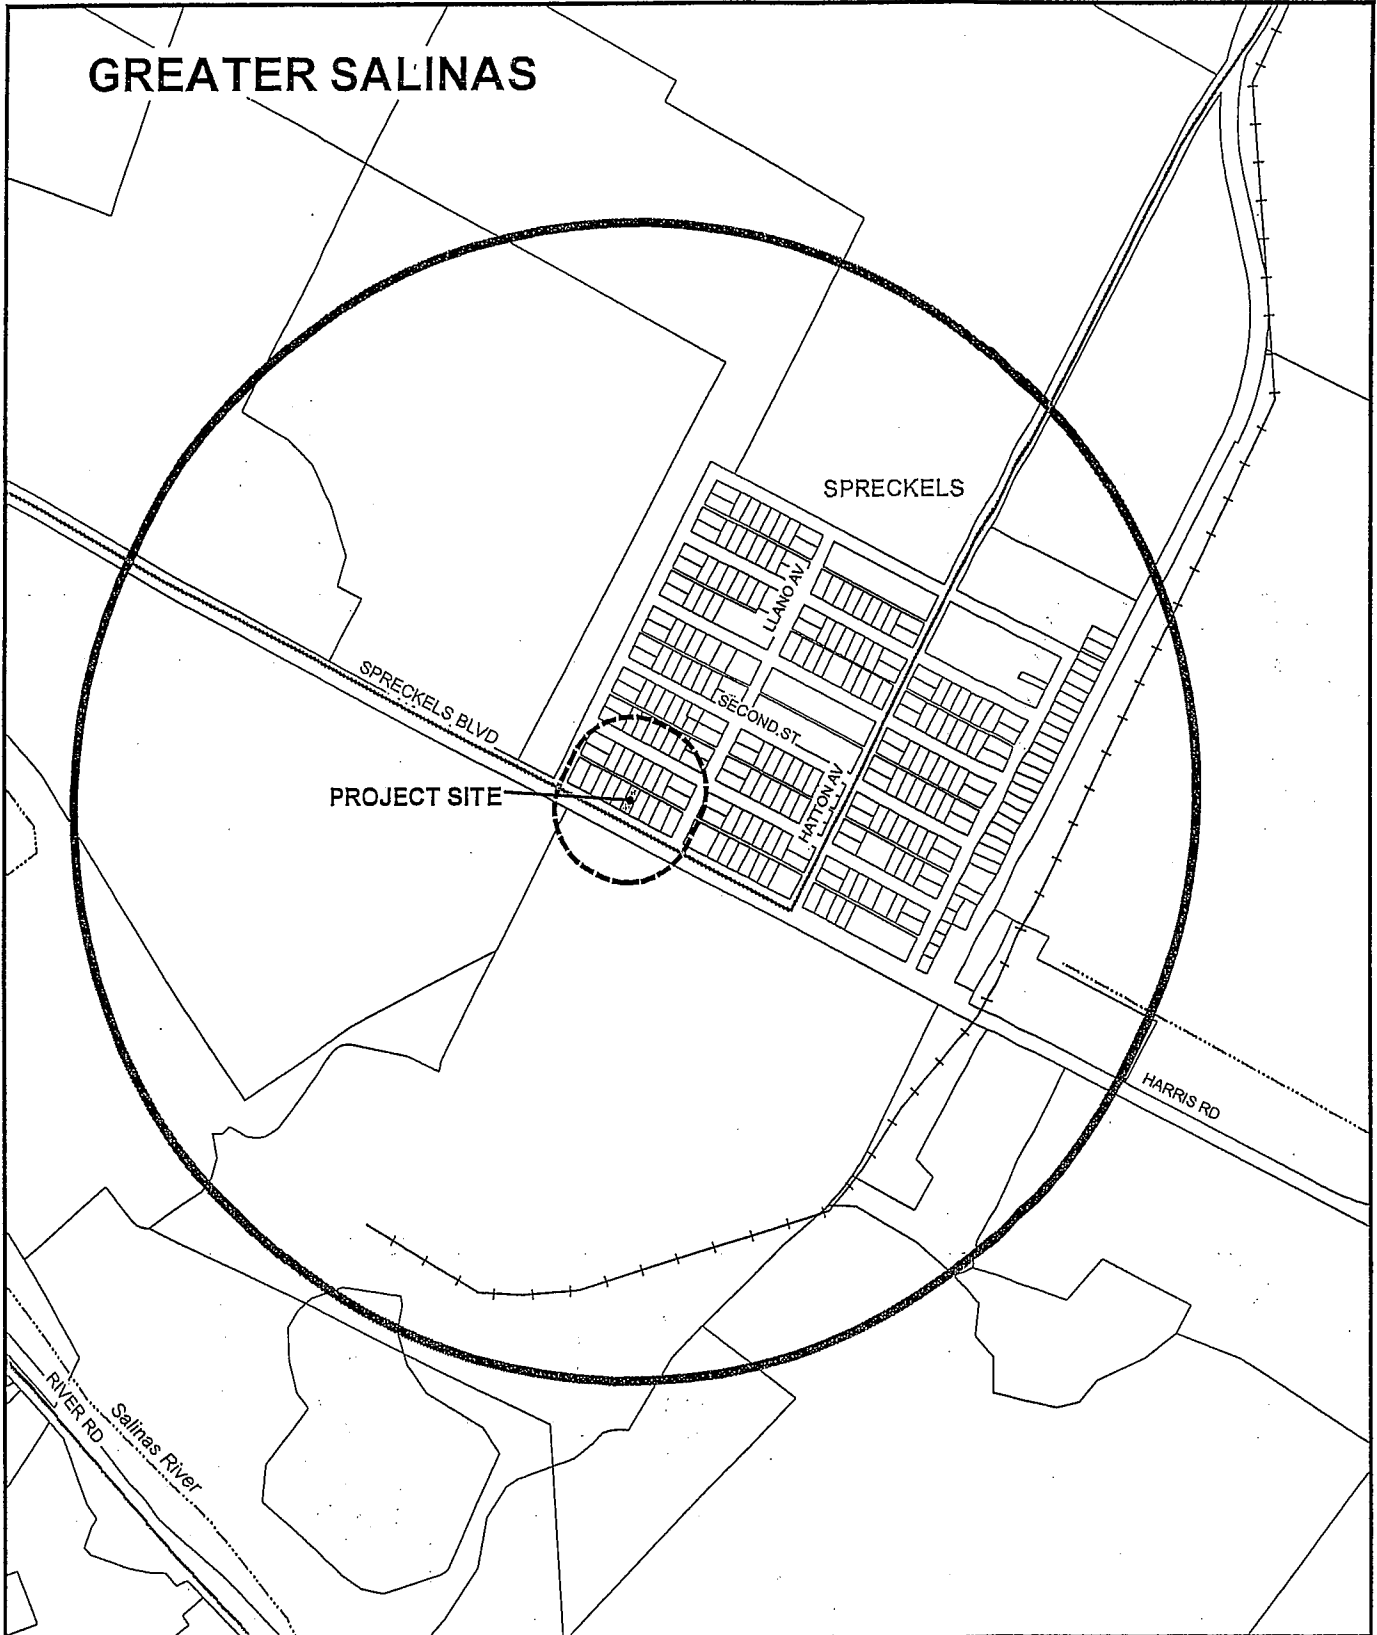 GREATER SALINAS
SPRECKELS
LLANO AV
SPRECKELS BLVD
SECOND ST
PROJECT SITE
HATTON AV
HARRIS RD
RIVER RD
Salinas River